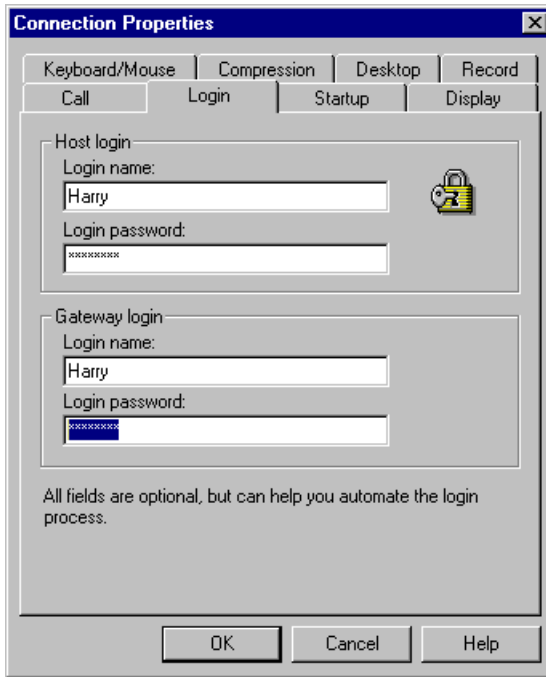 Connection Properties
Keyboard/Mouse Compression Desktop Record
Call Login Startup Display
Host login
Login name:
Harry
Login password:
********
Gateway login
Login name:
Harry
Login password:
********
All fields are optional, but can help you automate the login
process.
OK Cancel Help